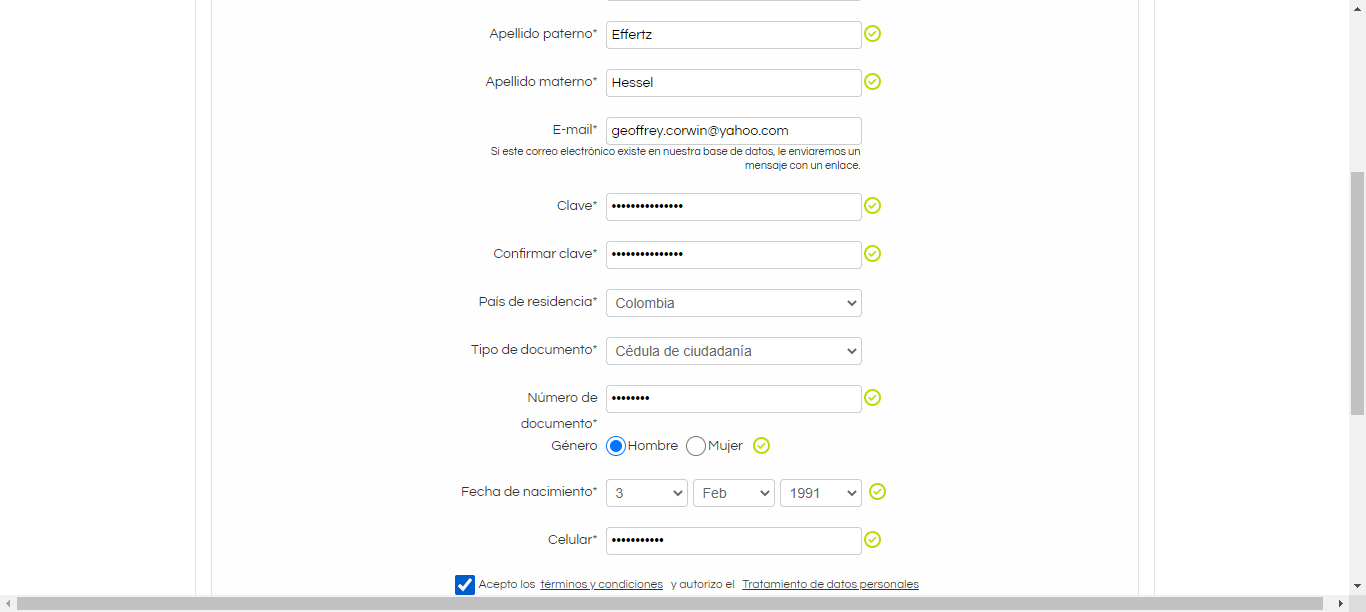 Apellido paterno* Effertz
Apellido materno* Hessel
E-mail* geoffrey.corwin@yahoo.com
Si este correo electrónico existe en nuestra base de datos, le enviaremos un
mensaje con un enlace.
Clave* •••••••••••••••
Confirmar clave* •••••••••••••••
País de residencia* Colombia
Tipo de documento* Cédula de ciudadanía
Número de ••••••••
documento*
Género Hombre Mujer
Fecha de nacimiento* 3 Feb 1991
Celular* •••••••••••
Acepto los términos y condiciones y autorizo el Tratamiento de datos personales